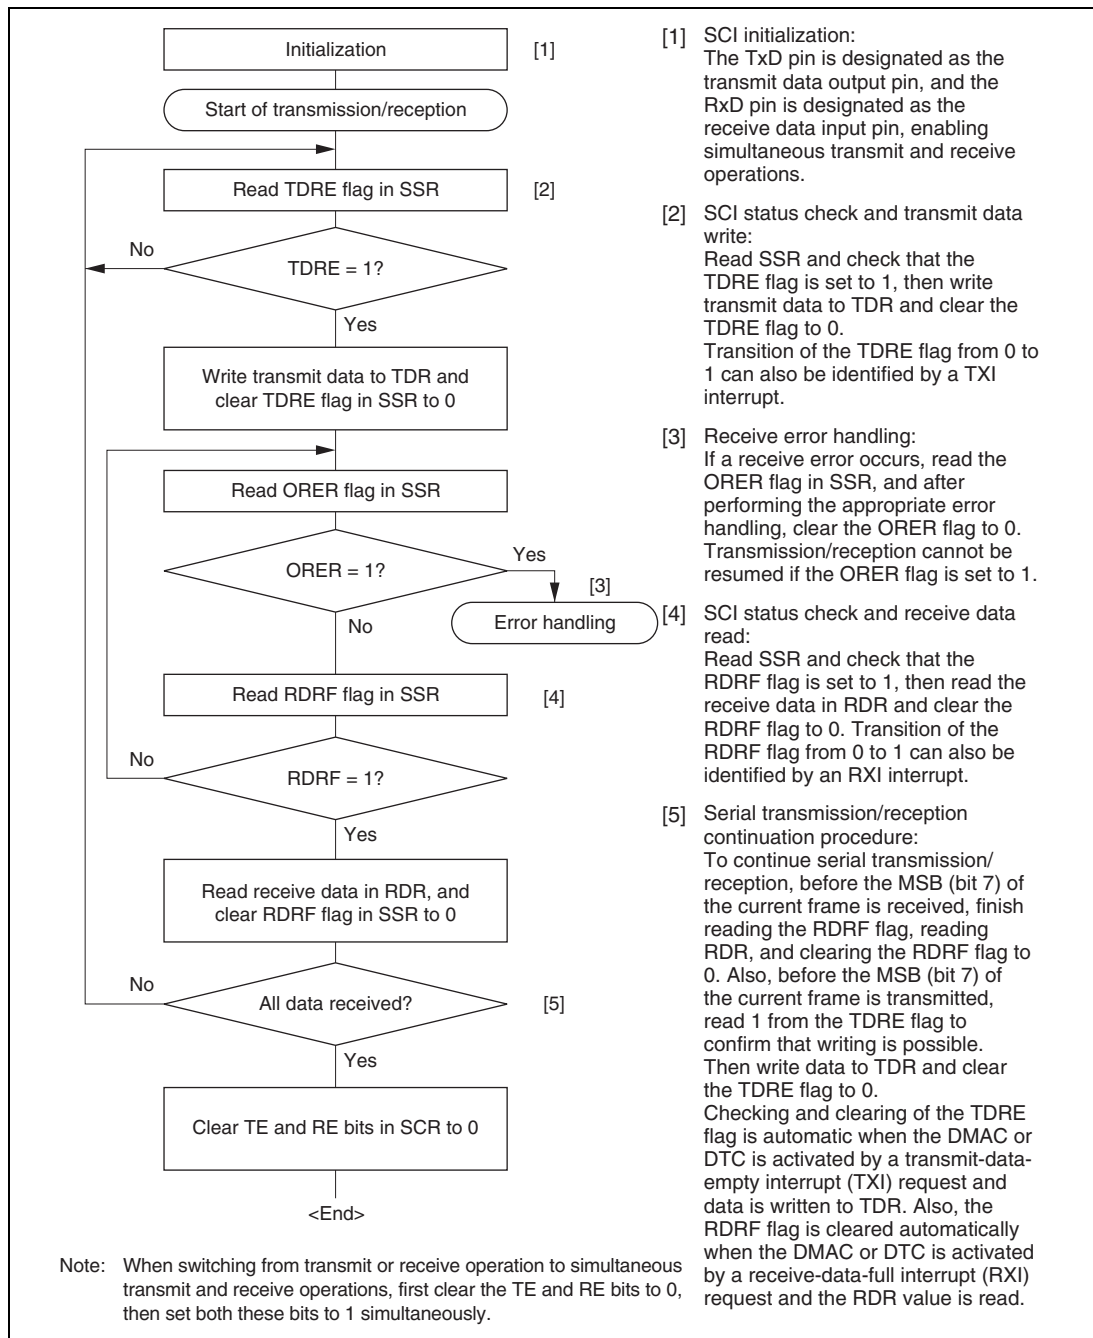 Initialization
[1]
Start of transmission/reception
Read TDRE flag in SSR
[2]
No
TDRE = 1?
Yes
Write transmit data to TDR and
clear TDRE flag in SSR to 0
Read ORER flag in SSR
ORER = 1?
Yes
[3]
Error handling
No
Read RDRF flag in SSR
[4]
No
RDRF = 1?
Yes
Read receive data in RDR, and
clear RDRF flag in SSR to 0
No
All data received?
[5]
Yes
Clear TE and RE bits in SCR to 0
<End>
[1] SCI initialization:
The TxD pin is designated as the
transmit data output pin, and the
RxD pin is designated as the
receive data input pin, enabling
simultaneous transmit and receive
operations.
[2] SCI status check and transmit data
write:
Read SSR and check that the
TDRE flag is set to 1, then write
transmit data to TDR and clear the
TDRE flag to 0.
Transition of the TDRE flag from 0 to
1 can also be identified by a TXI
interrupt.
[3] Receive error handling:
If a receive error occurs, read the
ORER flag in SSR, and after
performing the appropriate error
handling, clear the ORER flag to 0.
Transmission/reception cannot be
resumed if the ORER flag is set to 1.
[4] SCI status check and receive data
read:
Read SSR and check that the
RDRF flag is set to 1, then read the
receive data in RDR and clear the
RDRF flag to 0. Transition of the
RDRF flag from 0 to 1 can also be
identified by an RXI interrupt.
[5] Serial transmission/reception
continuation procedure:
To continue serial transmission/
reception, before the MSB (bit 7) of
the current frame is received, finish
reading the RDRF flag, reading
RDR, and clearing the RDRF flag to
0. Also, before the MSB (bit 7) of
the current frame is transmitted,
read 1 from the TDRE flag to
confirm that writing is possible.
Then write data to TDR and clear
the TDRE flag to 0.
Checking and clearing of the TDRE
flag is automatic when the DMAC or
DTC is activated by a transmit-data-
empty interrupt (TXI) request and
data is written to TDR. Also, the
RDRF flag is cleared automatically
when the DMAC or DTC is activated
by a receive-data-full interrupt (RXI)
request and the RDR value is read.
Note: When switching from transmit or receive operation to simultaneous
transmit and receive operations, first clear the TE and RE bits to 0,
then set both these bits to 1 simultaneously.